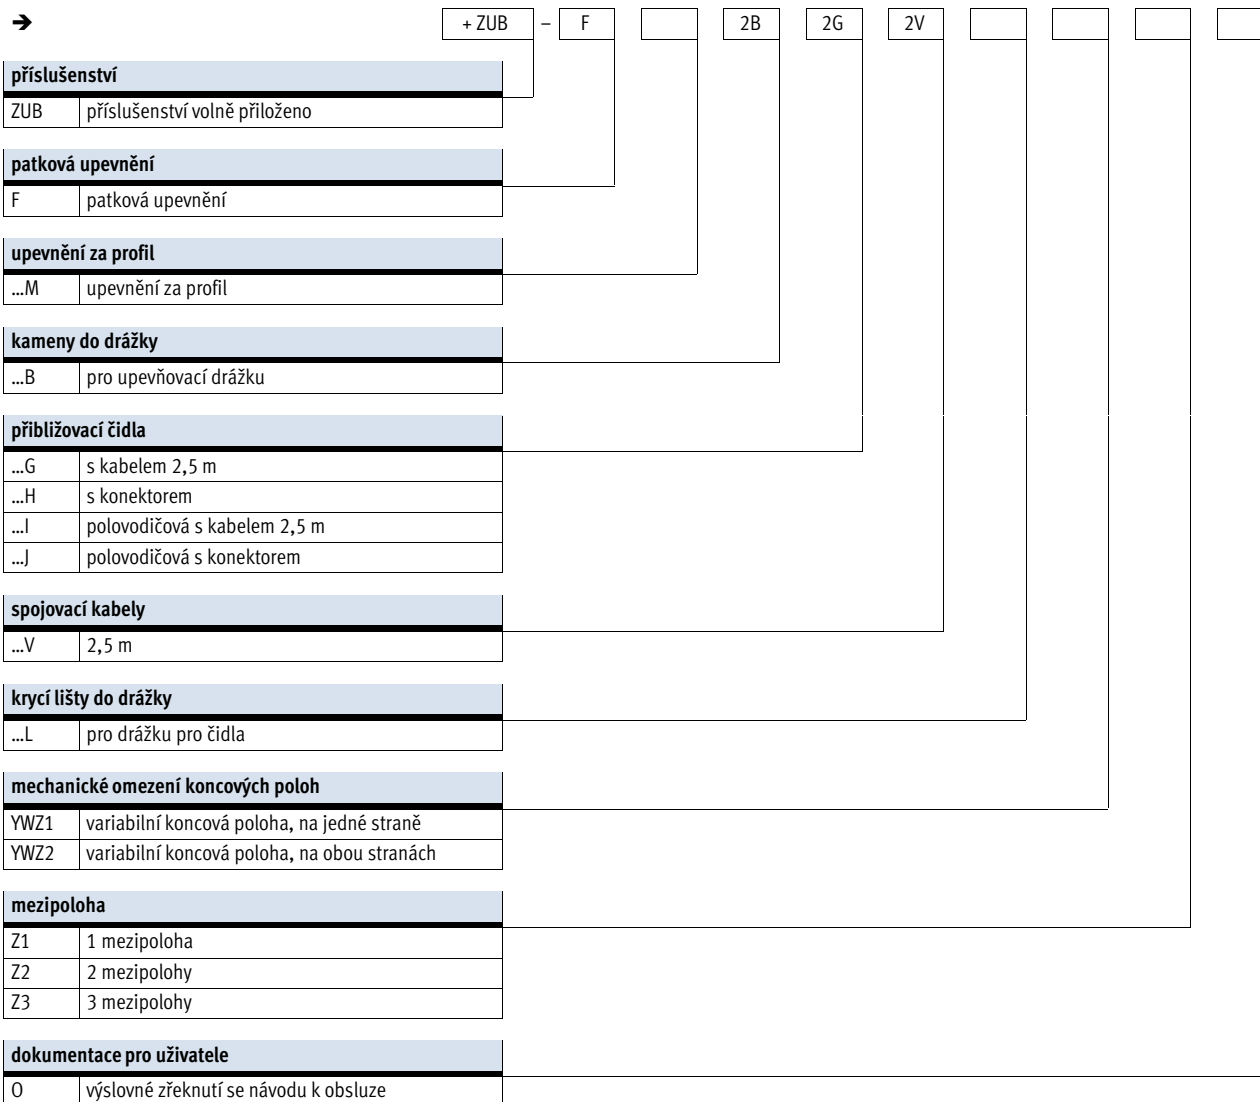 ➔ + ZUB – F 2B 2G 2V
příslušenství
ZUB příslušenství volně přiloženo
patková upevnění
F patková upevnění
upevnění za profil
...M upevnění za profil
kameny do drážky
...B pro upevňovací drážku
přibližovací čidla
...G s kabelem 2,5 m
...H s konektorem
...I polovodičová s kabelem 2,5 m
...J polovodičová s konektorem
spojovací kabely
...V 2,5 m
krycí lišty do drážky
...L pro drážku pro čidla
mechanické omezení koncových poloh
YWZ1 variabilní koncová poloha, na jedné straně
YWZ2 variabilní koncová poloha, na obou stranách
mezipoloha
Z1 1 mezipoloha
Z2 2 mezipolohy
Z3 3 mezipolohy
dokumentace pro uživatele
O výslovné zřeknutí se návodu k obsluze